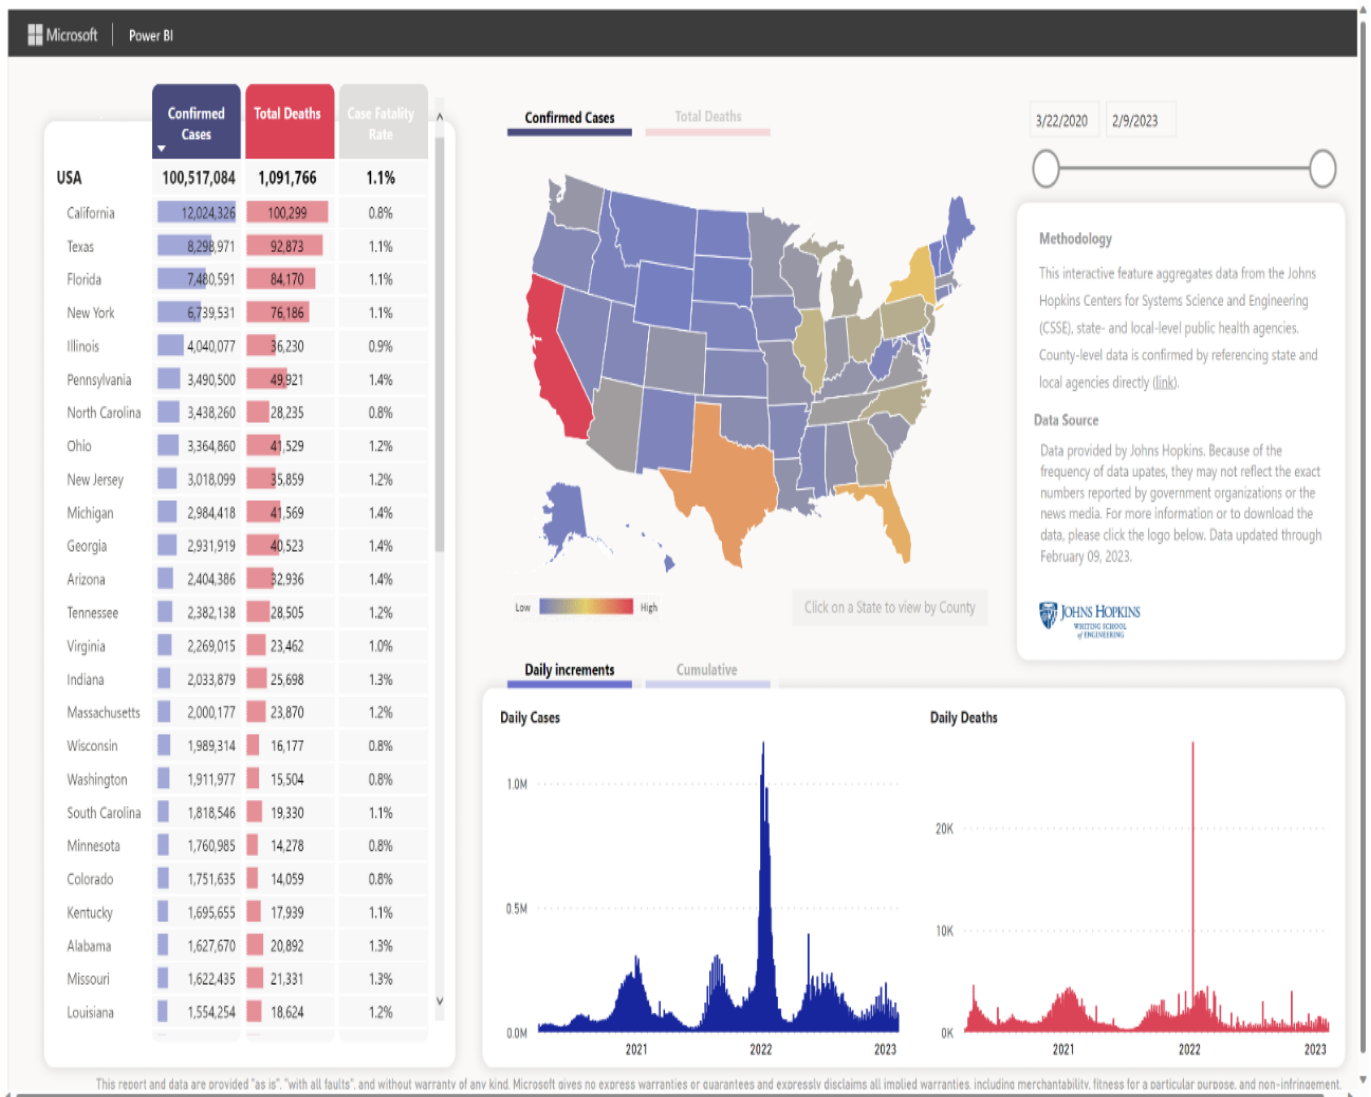 Microsoft Power BI
Confirmed Cases Total Deaths Case Fatality Rate
USA 100,517,084 1,091,766 1.1%
California 12,024,326 100,299 0.8%
Texas 8,298,971 92,873 1.1%
Florida 7,480,591 84,170 1.1%
New York 6,739,531 76,186 1.1%
Illinois 4,040,077 36,230 0.9%
Pennsylvania 3,490,500 49,921 1.4%
North Carolina 3,438,260 28,235 0.8%
Ohio 3,364,860 41,529 1.2%
New Jersey 3,018,099 35,859 1.2%
Michigan 2,984,418 41,569 1.4%
Georgia 2,931,919 40,523 1.4%
Arizona 2,404,386 32,936 1.4%
Tennessee 2,382,138 28,505 1.2%
Virginia 2,269,015 23,462 1.0%
Indiana 2,033,879 25,698 1.3%
Massachusetts 2,000,177 23,870 1.2%
Wisconsin 1,989,314 16,177 0.8%
Washington 1,911,977 15,504 0.8%
South Carolina 1,818,546 19,330 1.1%
Minnesota 1,760,985 14,278 0.8%
Colorado 1,751,635 14,059 0.8%
Kentucky 1,695,655 17,939 1.1%
Alabama 1,627,670 20,892 1.3%
Missouri 1,622,435 21,331 1.3%
Louisiana 1,554,254 18,624 1.2%
Confirmed Cases Total Deaths
Low High
Click on a State to view by County
3/22/2020 2/9/2023
Methodology
This interactive feature aggregates data from the Johns
Hopkins Centers for Systems Science and Engineering
(CSSE), state- and local-level public health agencies.
County-level data is confirmed by referencing state and
local agencies directly (link).
Data Source
Data provided by Johns Hopkins. Because of the
frequency of data upates, they may not reflect the exact
numbers reported by government organizations or the
news media. For more information or to download the
data, please click the logo below. Data updated through
February 09, 2023.
JOHNS HOPKINS
WHITING SCHOOL
of ENGINEERING
Daily increments Cumulative
Daily Cases
1.0M
0.5M
0.0M
2021 2022 2023
Daily Deaths
20K
10K
0K
2021 2022 2023
This report and data are provided "as is", "with all faults", and without warranty of any kind. Microsoft gives no express warranties or guarantees and expressly disclaims all implied warranties, including merchantability, fitness for a particular purpose, and non-infringement.